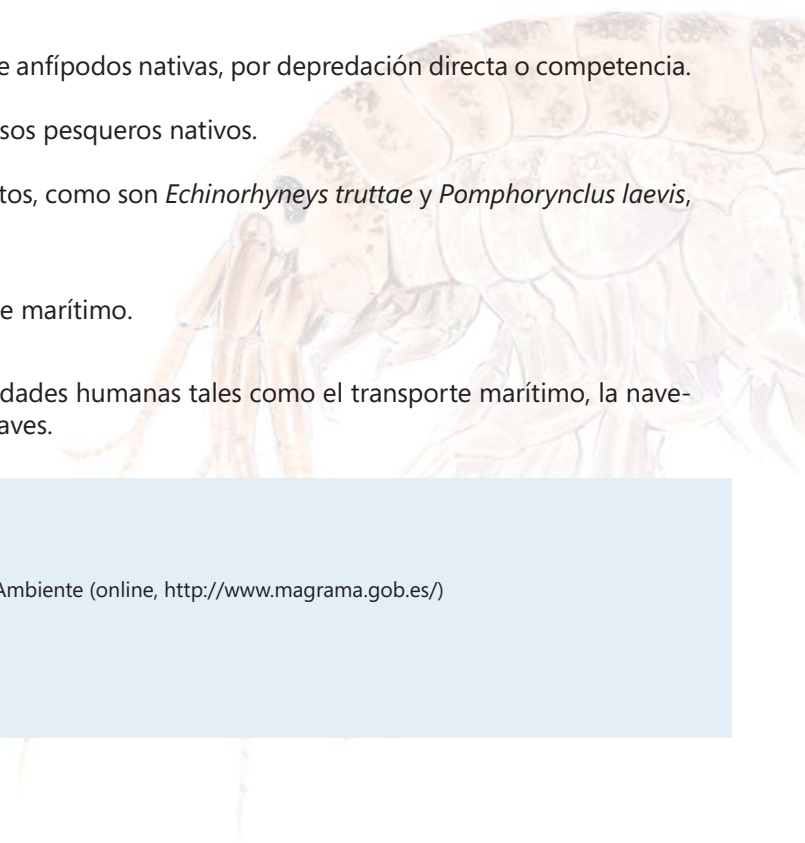 e anfípodos nativas, por depredación directa o competencia.
sos pesqueros nativos.
tos, como son Echinorhyneys truttae y Pomphorynclus laevis,
e marítimo.
dades humanas tales como el transporte marítimo, la nave-
aves.
Ambiente (online, http://www.magrama.gob.es/)